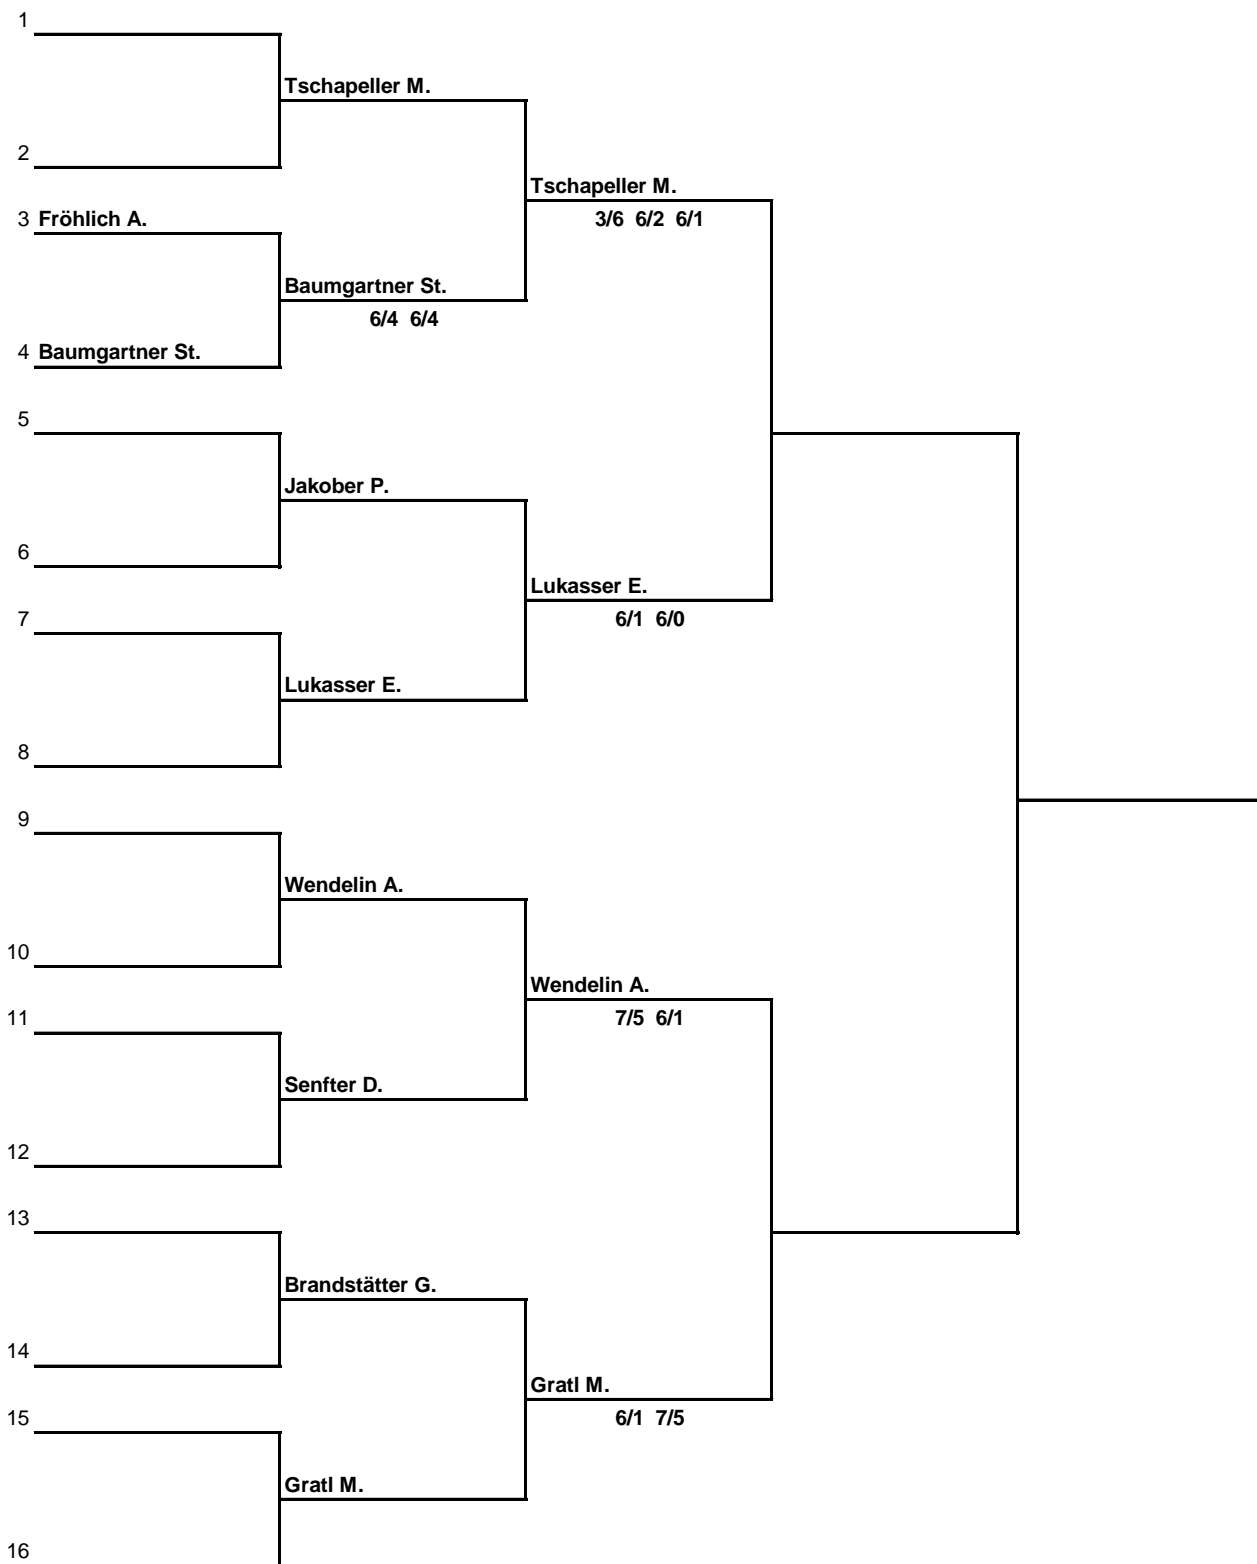 1
Tschapeller M.
2
Tschapeller M.
3 Fröhlich A.
3/6 6/2 6/1
Baumgartner St.
6/4 6/4
4 Baumgartner St.
5
Jakober P.
6
Lukasser E.
7
6/1 6/0
Lukasser E.
8
9
Wendelin A.
10
Wendelin A.
11
7/5 6/1
Senfter D.
12
13
Brandstätter G.
14
Gratl M.
15
6/1 7/5
Gratl M.
16